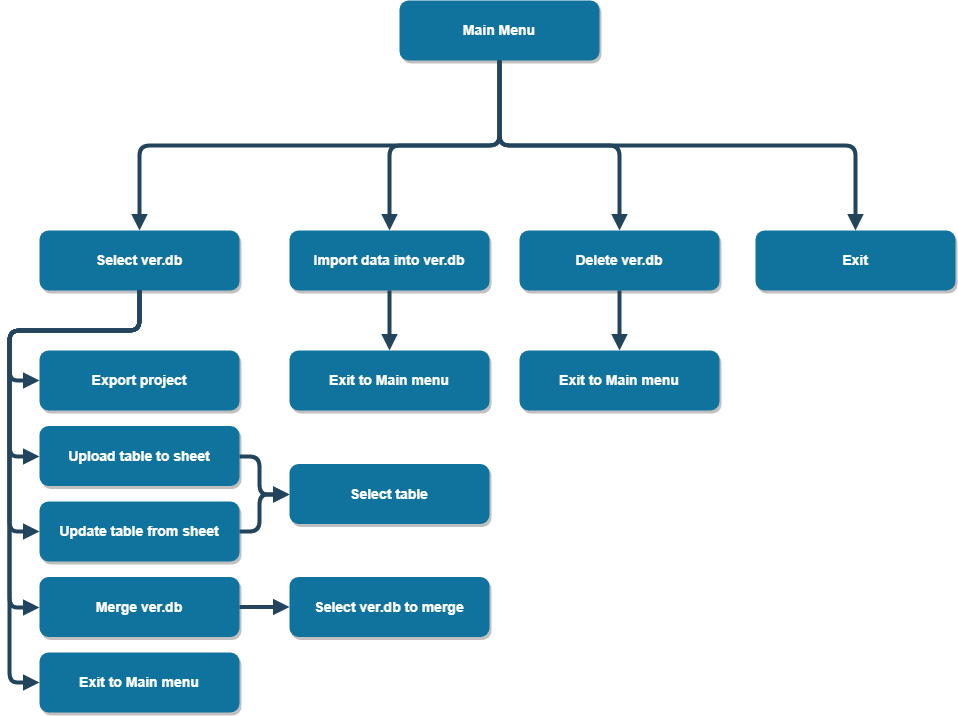 Main Menu
Select ver.db
Import data into ver.db
Delete ver.db
Exit
Export project
Exit to Main menu
Exit to Main menu
Upload table to sheet
Select table
Update table from sheet
Merge ver.db
Select ver.db to merge
Exit to Main menu